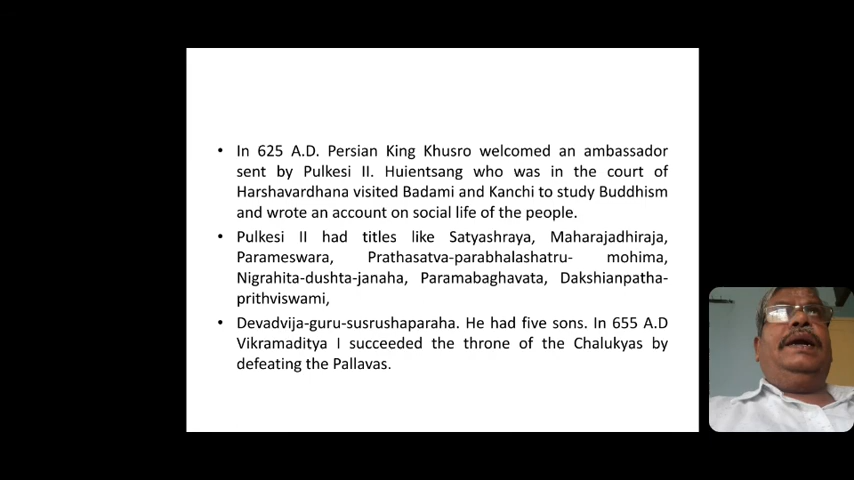 • In 625 A.D. Persian King Khusro welcomed an ambassador
sent by Pulkesi II. Huientsang who was in the court of
Harshavardhana visited Badami and Kanchi to study Buddhism
and wrote an account on social life of the people.
• Pulkesi II had titles like Satyashraya, Maharajadhiraja,
Parameswara, Prathasatva-parabhalashatru- mohima,
Nigrahita-dushta-janaha, Paramabaghavata, Dakshianpatha-
prithviswami,
• Devadvija-guru-susrushaparaha. He had five sons. In 655 A.D
Vikramaditya I succeeded the throne of the Chalukyas by
defeating the Pallavas.